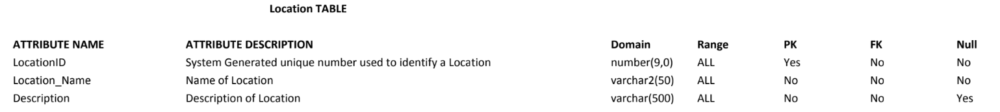 Location TABLE
ATTRIBUTE NAME ATTRIBUTE DESCRIPTION Domain Range PK FK Null
LocationID System Generated unique number used to identify a Location number(9,0) ALL Yes No No
Location_Name Name of Location varchar2(50) ALL No No No
Description Description of Location varchar(500) ALL No No Yes